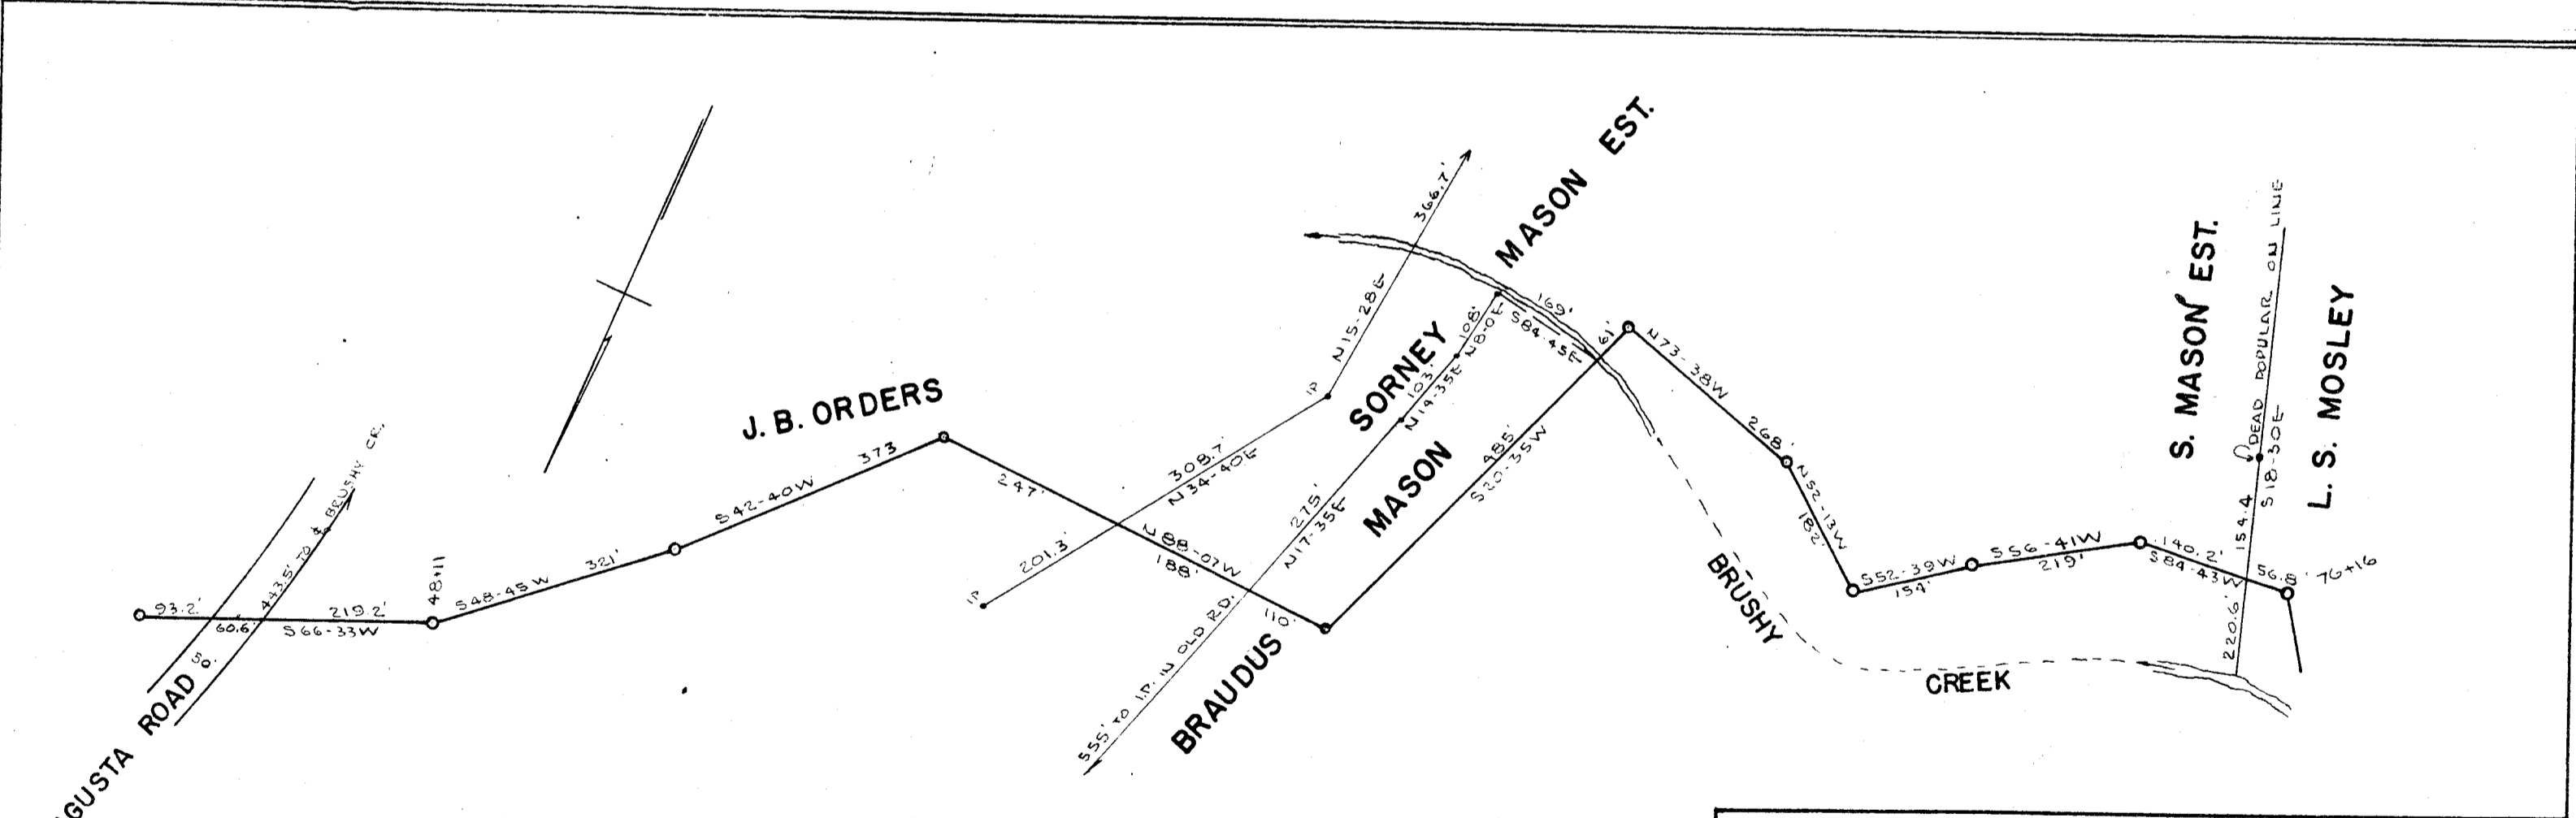 GUSTA ROAD 50'
93.2'
60.6'
219.2'
S66-33W
443.5' TO ℄ BRUSHY CR.
48+11
S48-45W
321'
S42-40W
373
J. B. ORDERS
247'
N88-07W
188'
110'
IP
201.3'
308.7'
N34-40E
IP
N15-28E
366.7'
555' TO I.P. IN OLD RD.
275'
N17-35E
103'
N14-35E
108'
N8-0E
S84-45E
169'
61'
485'
S20-35W
BRAUDUS MASON
SORNEY MASON EST.
N73-38W
268'
N52-13W
182'
S52-39W
154'
S56-41W
219'
140.2'
S84-43W
56.8'
76+16
BRUSHY CREEK
S. MASON EST.
L. S. MOSLEY
DEAD POPULAR ON LINE
S18-30E
154.4
220.6'